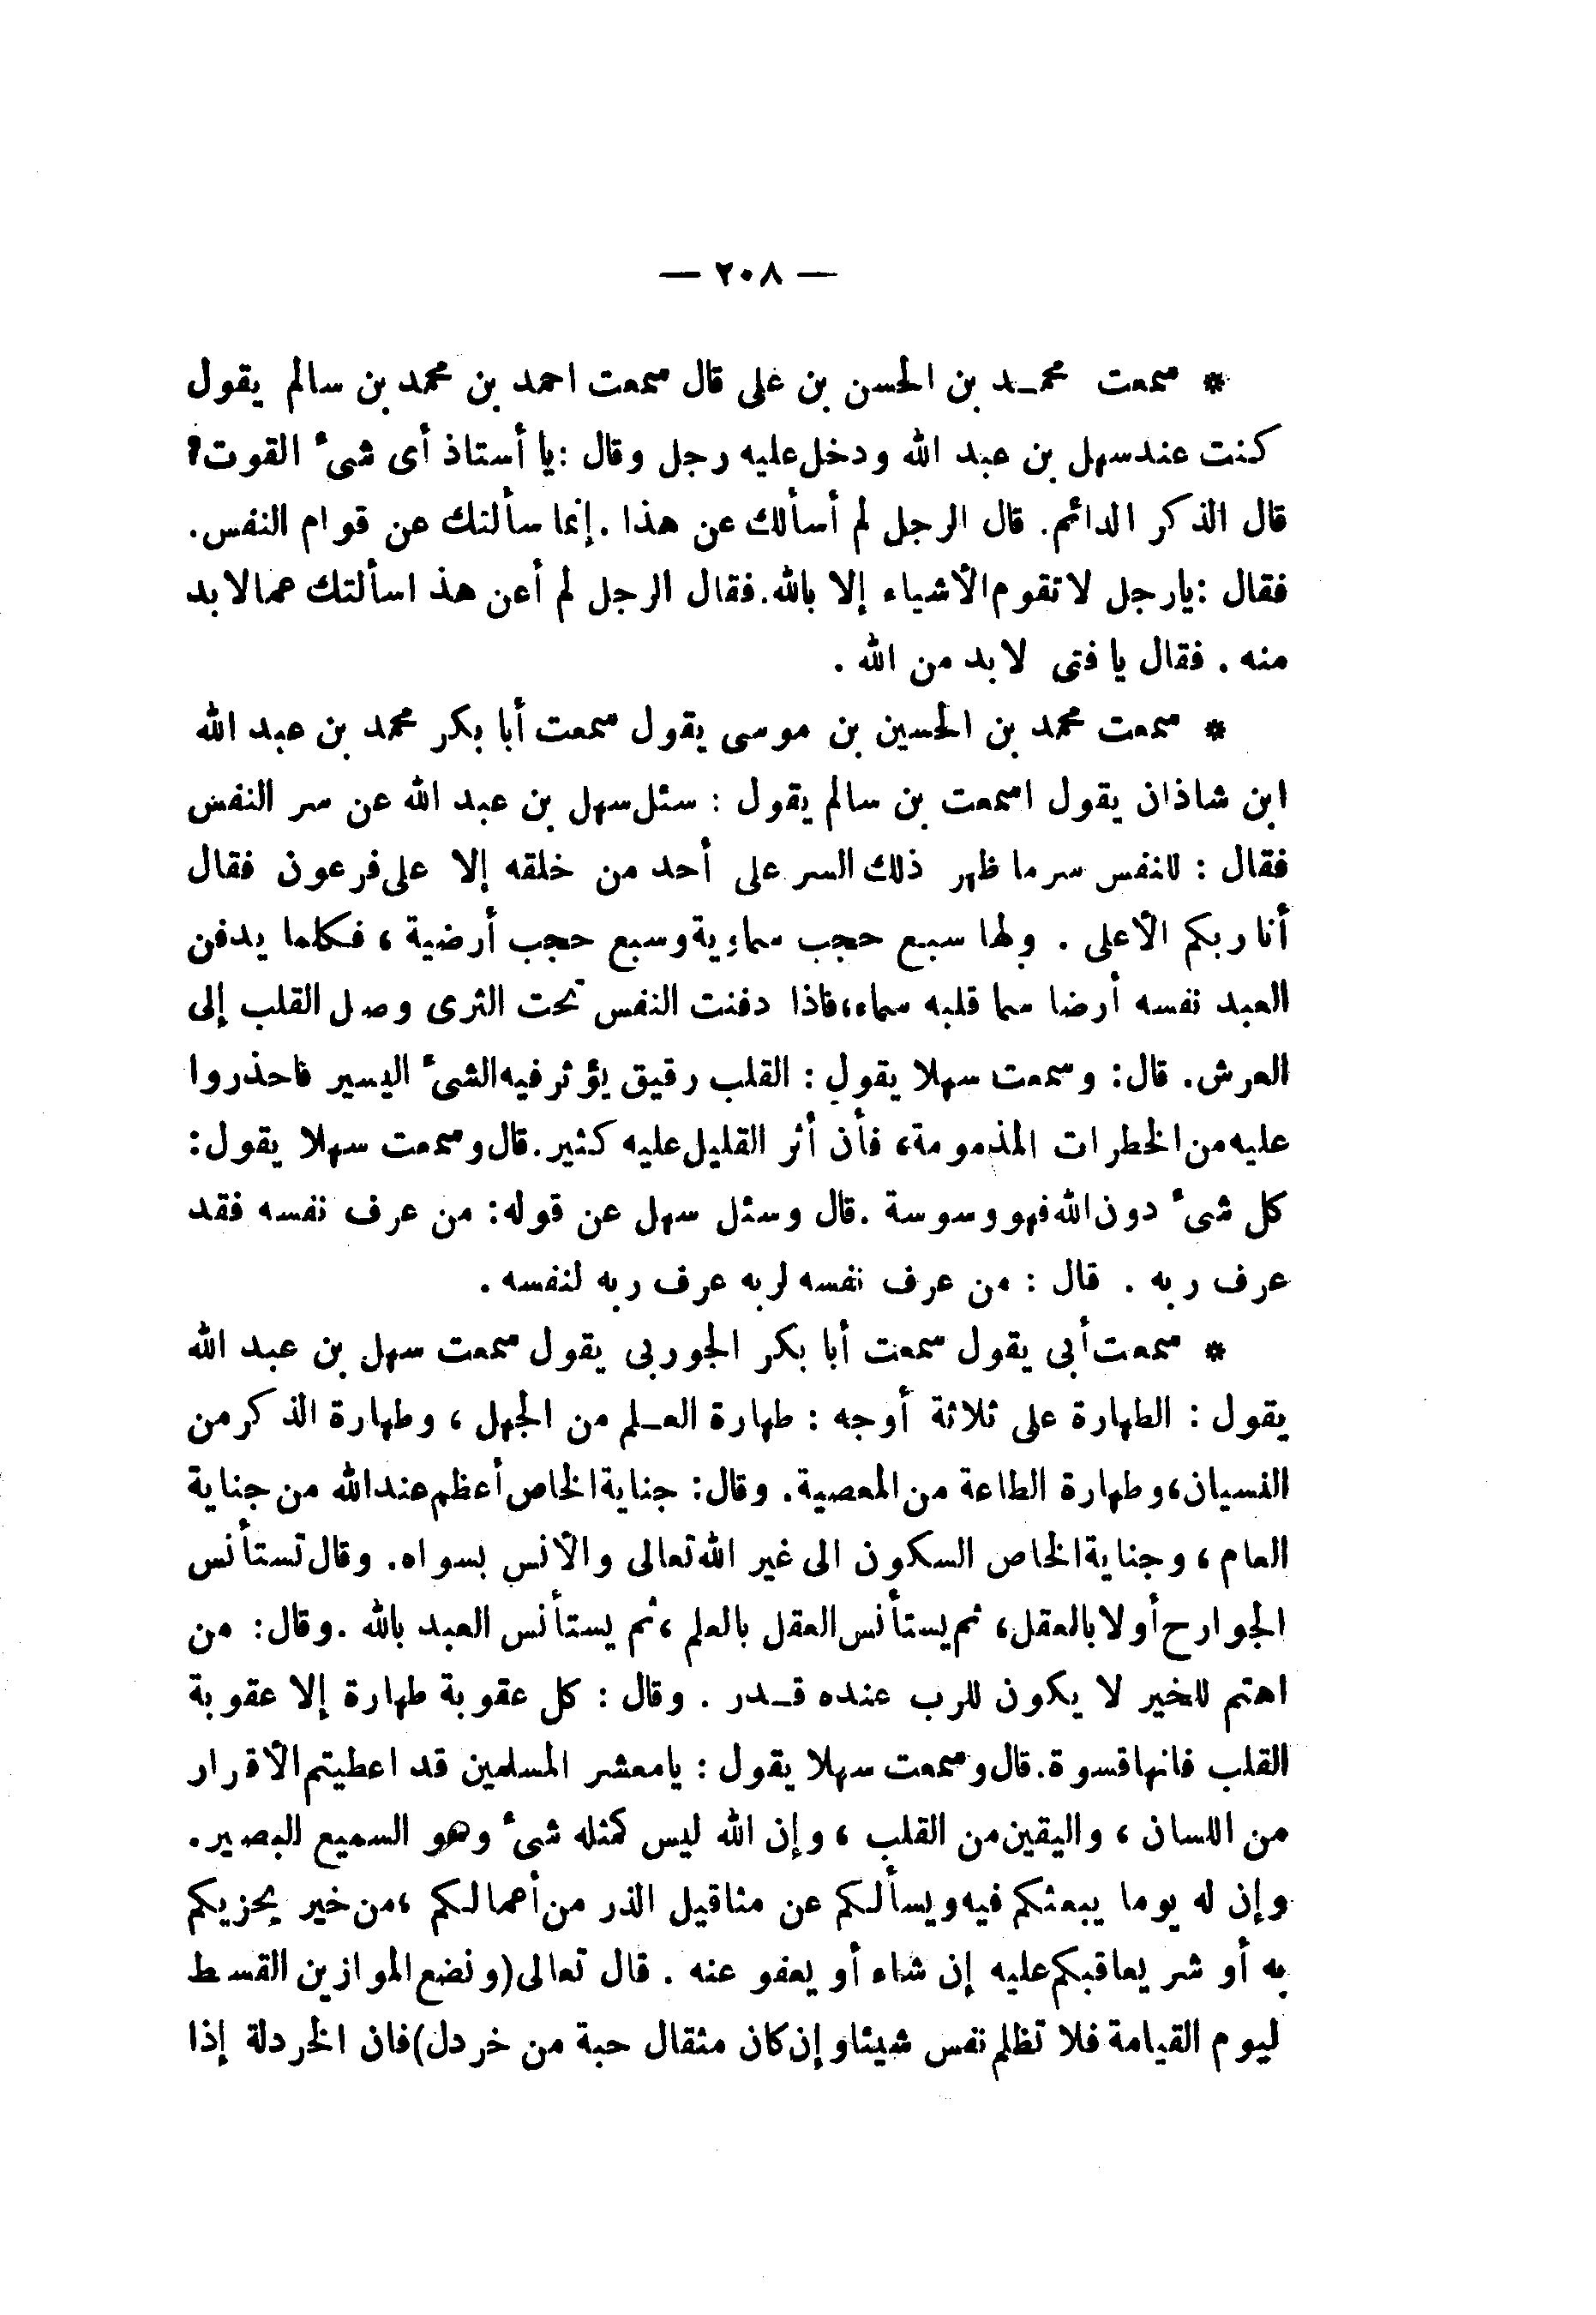 — ٢٠٨ —
* سمعت محمد بن الحسن بن على قال سمعت احمد بن محمد بن سالم يقول
كنت عند سهل بن عبد الله ودخل عليه رجل وقال : يا أستاذ أى شىء القوت؟
قال الذكر الدائم. قال الرجل لم أسألك عن هذا . إنما سألتك عن قوام النفس.
فقال : يارجل لا تقوم الأشياء إلا بالله. فقال الرجل لم أعن هذ اسألتك عمالا بد
منه . فقال يا فتى لا بد من الله .
* سمعت محمد بن الحسين بن موسى يقول سمعت أبا بكر محمد بن عبد الله
ابن شاذان يقول اسمعت بن سالم يقول : سئل سهل بن عبد الله عن سر النفس
فقال : للنفس سر ما ظهر ذلك السر على أحد من خلقه إلا على فرعون فقال
أنا ربكم الأعلى . ولها سبع حجب سماوية وسبع حجب أرضية ، فكلما يدفن
العبد نفسه أرضا سما قلبه سماء، فاذا دفنت النفس تحت الثرى وصل القلب إلى
العرش. قال : وسمعت سهلا يقول : القلب رقيق يؤثر فيه الشىء اليسير فاحذروا
عليه من الخطرات المذمومة، فأن أثر القليل عليه كثير. قال وسمعت سهلا يقول :
كل شىء دون الله فهو وسوسة . قال وسئل سهل عن قوله : من عرف نفسه فقد
عرف ربه . قال : من عرف نفسه لربه عرف ربه لنفسه .
* سمعت أبى يقول سمعت أبا بكر الجوربى يقول سمعت سهل بن عبد الله
يقول : الطهارة على ثلاثة أوجه : طهارة العلم من الجهل ، وطهارة الذكر من
النسيان، وطهارة الطاعة من المعصية. وقال : جناية الخاص أعظم عند الله من جناية
العام ، وجناية الخاص السكون الى غير الله تعالى والأنس بسواه. وقال تستأنس
الجوارح أولا بالعقل، ثم يستأنس العقل بالعلم ، ثم يستأنس العبد بالله . وقال : من
اهتم للخير لا يكون للرب عنده قدر . وقال : كل عقوبة طهارة إلا عقوبة
القلب فانها قسوة. قال وسمعت سهلا يقول : يا معشر المسلمين قد اعطيتم الأقرار
من اللسان ، واليقين من القلب ، وإن الله ليس كمثله شىء وهو السميع البصير.
وإن له يوما يبعثكم فيه ويسألكم عن مثاقيل الذر من أعمالكم ، من خير يجزيكم
به أو شر يعاقبكم عليه إن شاء أو يعفو عنه . قال تعالى (ونضع الموازين القسط
ليوم القيامة فلا تظلم نفس شيئا وإن كان مثقال حبة من خردل) فان الخردلة إذا